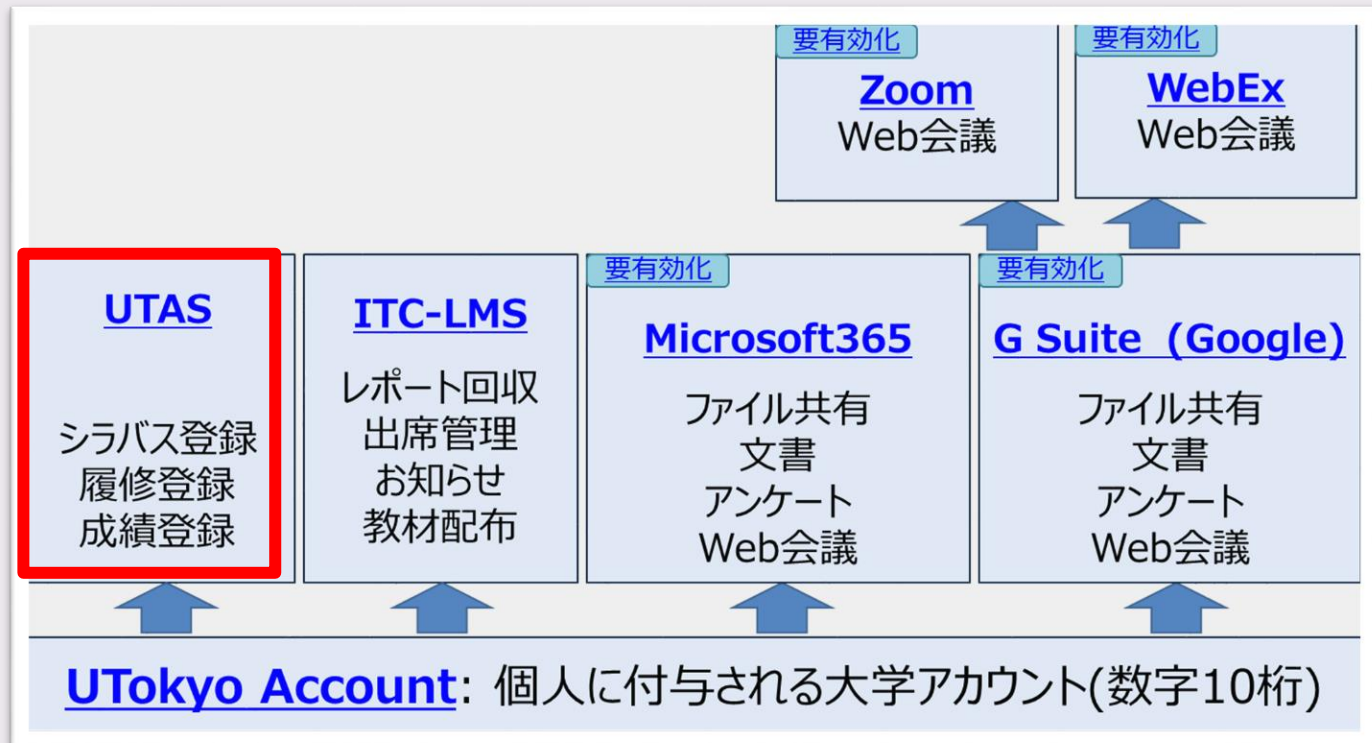 要有効化
Zoom
Web会議
要有効化
WebEx
Web会議
UTAS
シラバス登録
履修登録
成績登録
ITC-LMS
レポート回収
出席管理
お知らせ
教材配布
要有効化
Microsoft365
ファイル共有
文書
アンケート
Web会議
要有効化
G Suite (Google)
ファイル共有
文書
アンケート
Web会議
UTokyo Account: 個人に付与される大学アカウント(数字10桁)